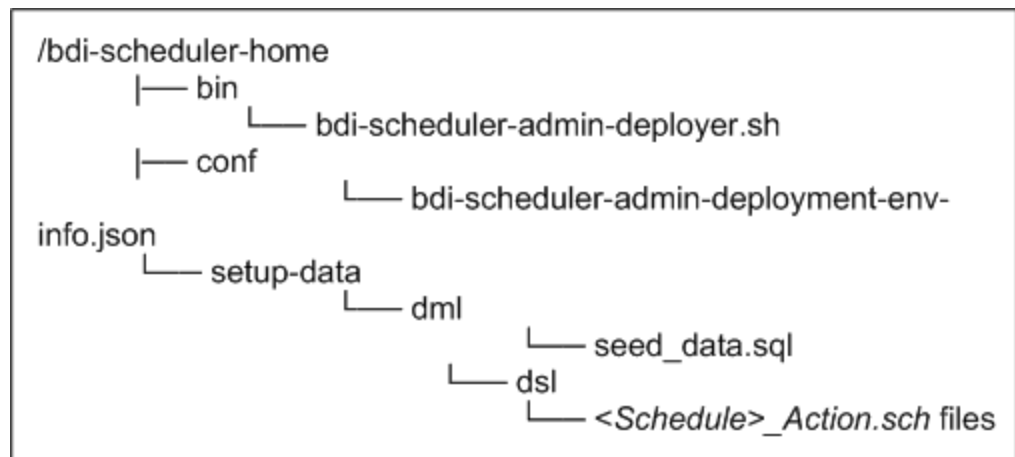 /bdi-scheduler-home
|── bin
└── bdi-scheduler-admin-deployer.sh
|── conf
└── bdi-scheduler-admin-deployment-env-
info.json
└── setup-data
└── dml
└── seed_data.sql
└── dsl
└── <Schedule>_Action.sch files